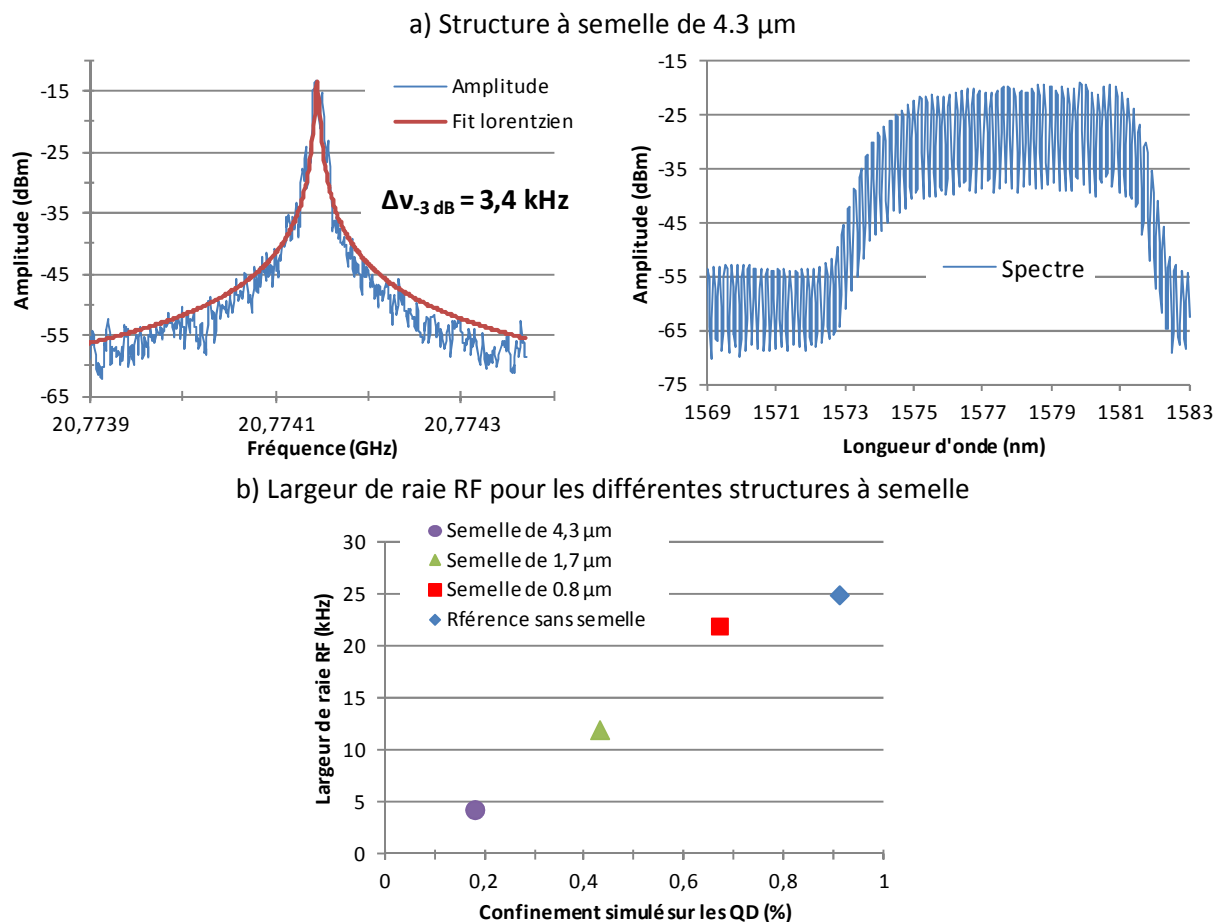 a) Structure à semelle de 4.3 µm
-15
-25
-35
-45
-55
-65
Amplitude (dBm)
Amplitude
Fit lorentzien
Δν-3 dB = 3,4 kHz
20,7739
20,7741
20,7743
Fréquence (GHz)
-15
-25
-35
-45
-55
-65
-75
Amplitude (dBm)
Spectre
1569
1571
1573
1575
1577
1579
1581
1583
Longueur d'onde (nm)
b) Largeur de raie RF pour les différentes structures à semelle
Semelle de 4,3 µm
Semelle de 1,7 µm
Semelle de 0.8 µm
Rférence sans semelle
30
25
20
15
10
5
0
Largeur de raie RF (kHz)
0
0,2
0,4
0,6
0,8
1
Confinement simulé sur les QD (%)